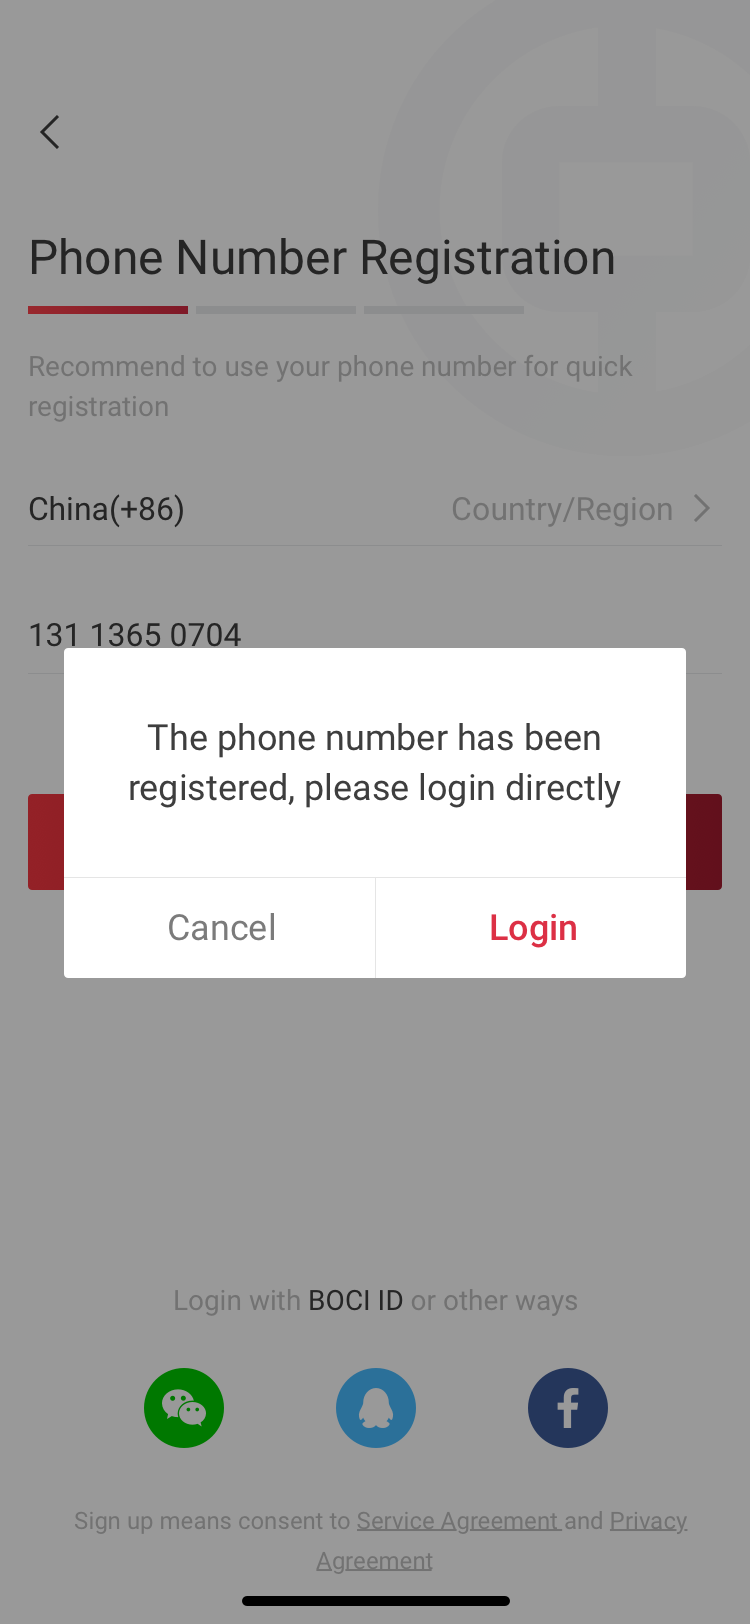 Phone Number Registration
Recommend to use your phone number for quick
registration
China(+86) Country/Region
131 1365 0704
The phone number has been
registered, please login directly
Cancel Login
Login with BOCI ID or other ways
Sign up means consent to Service Agreement and Privacy
Agreement